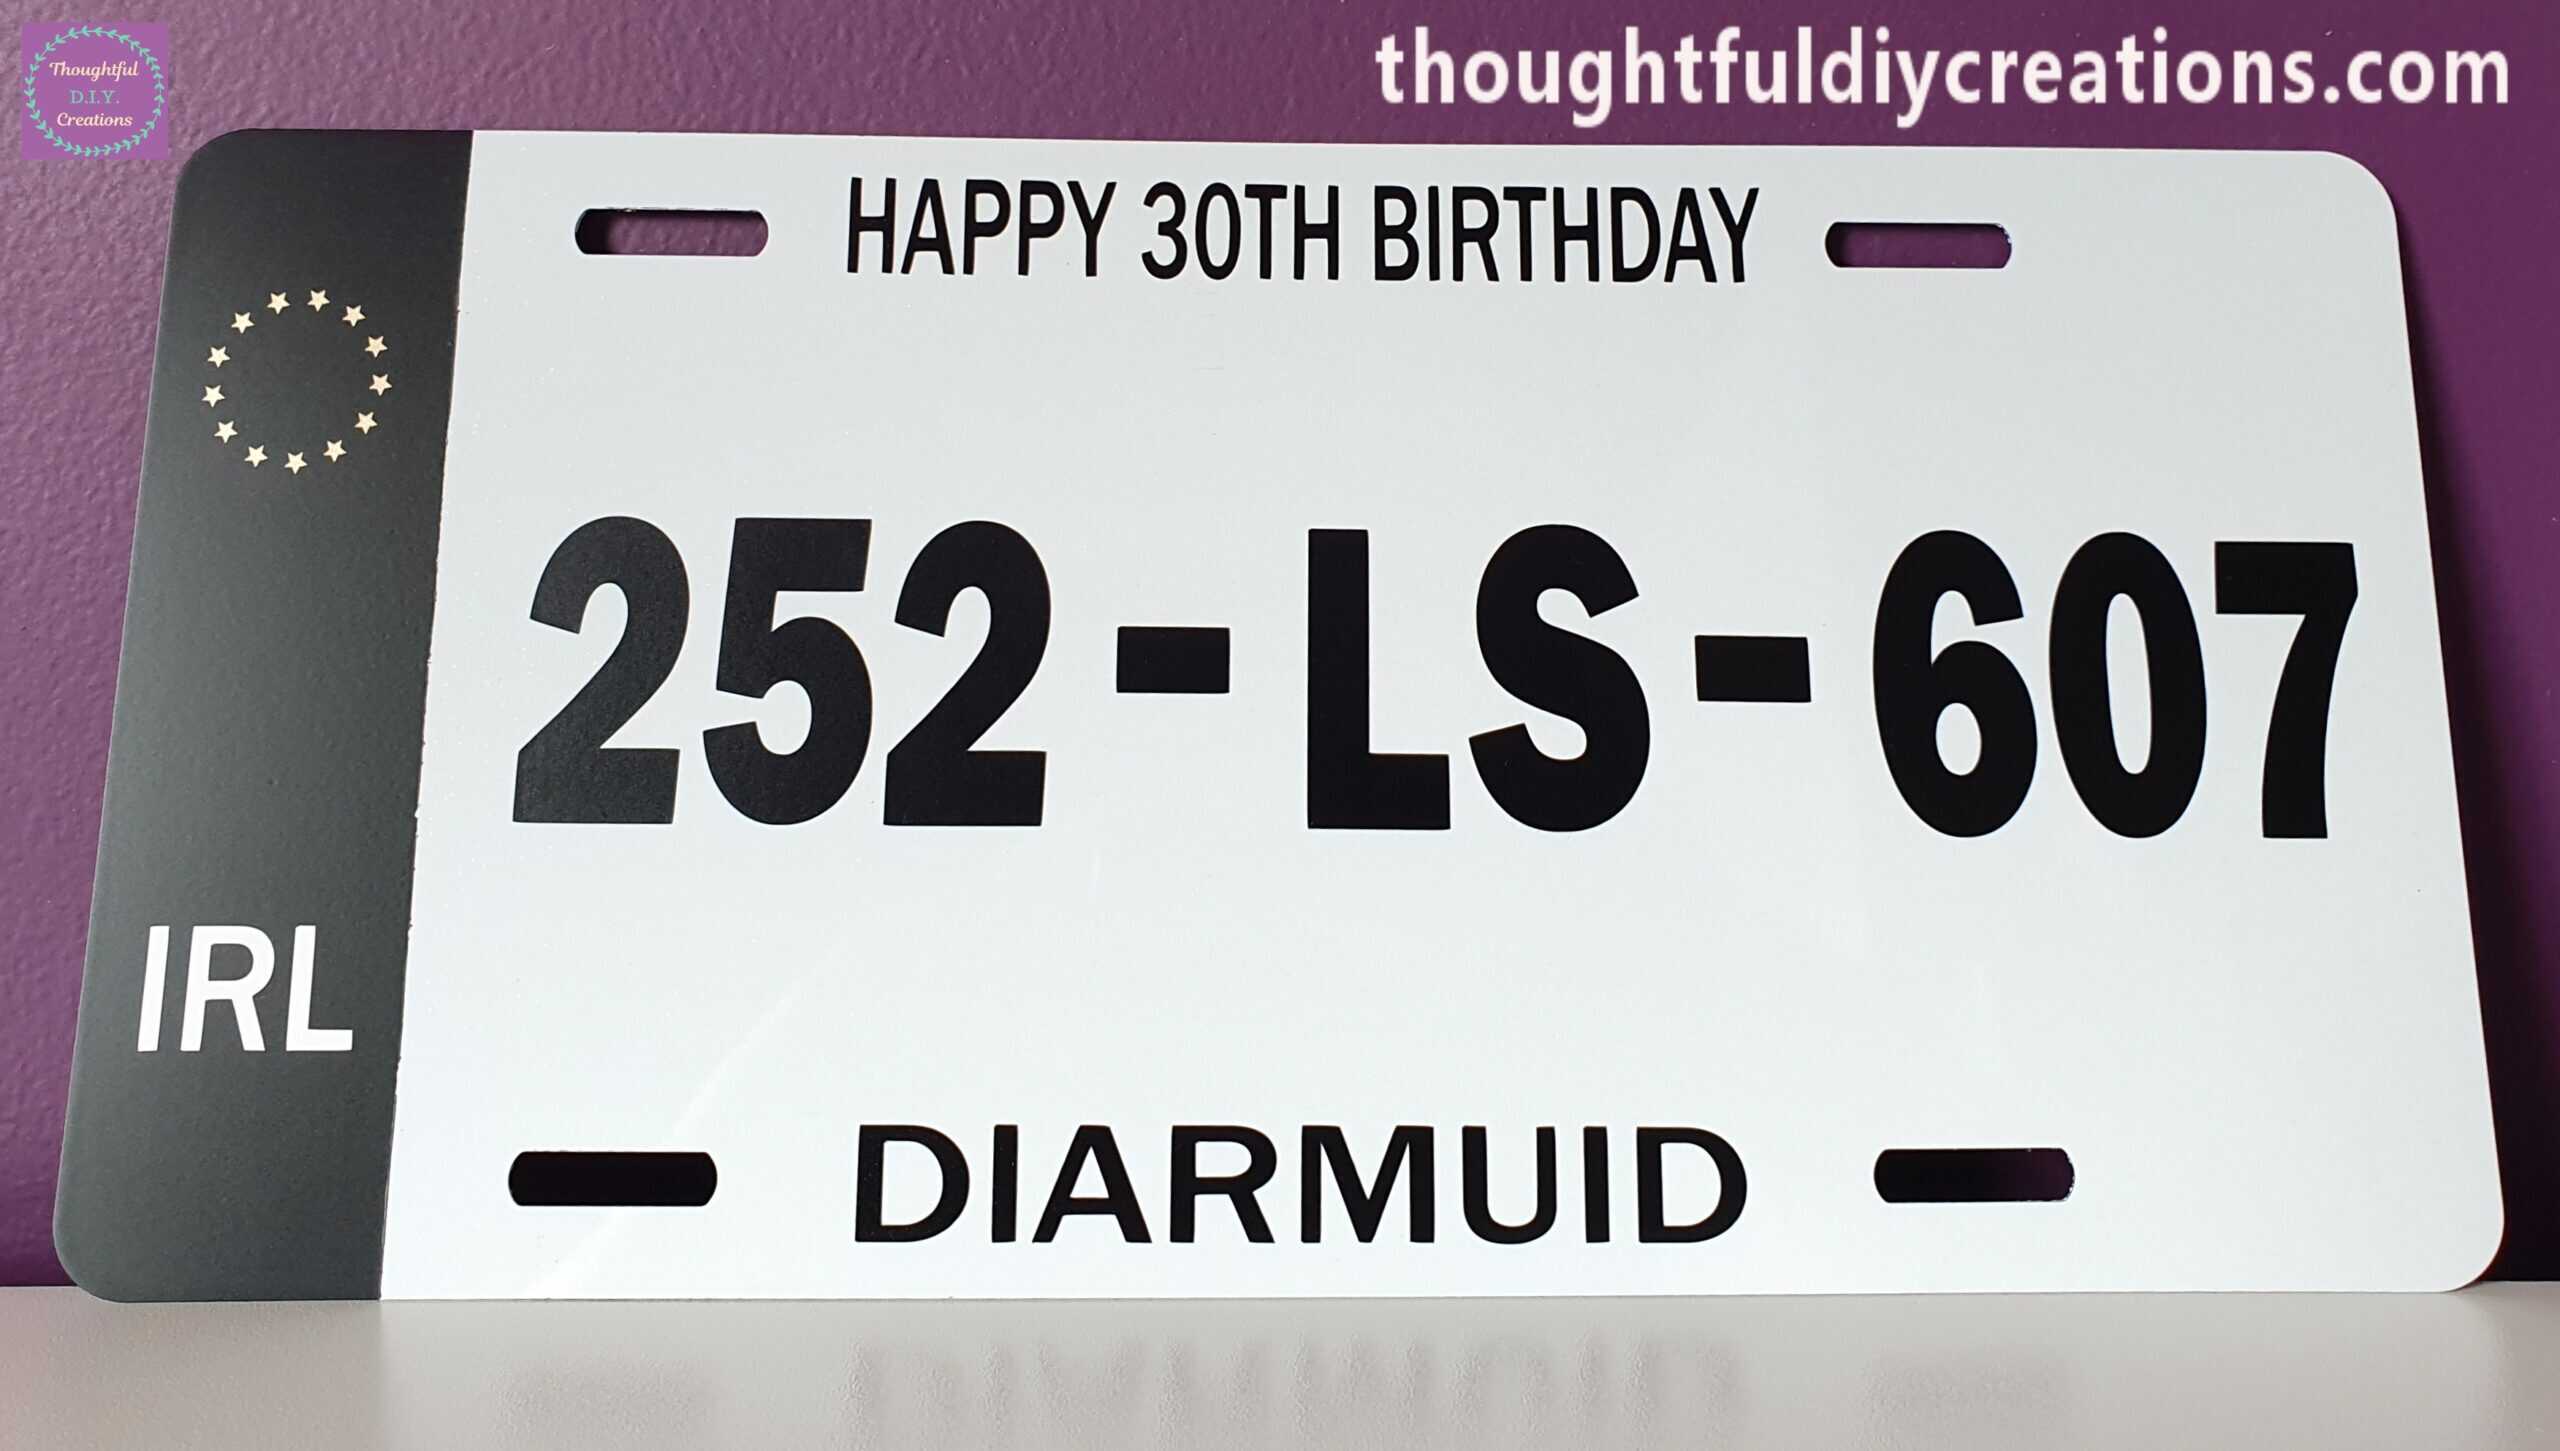 Thoughtful
D.I.Y.
Creations
thoughtfuldiycreations.com
HAPPY 30TH BIRTHDAY
252-LS-607
IRL
DIARMUID